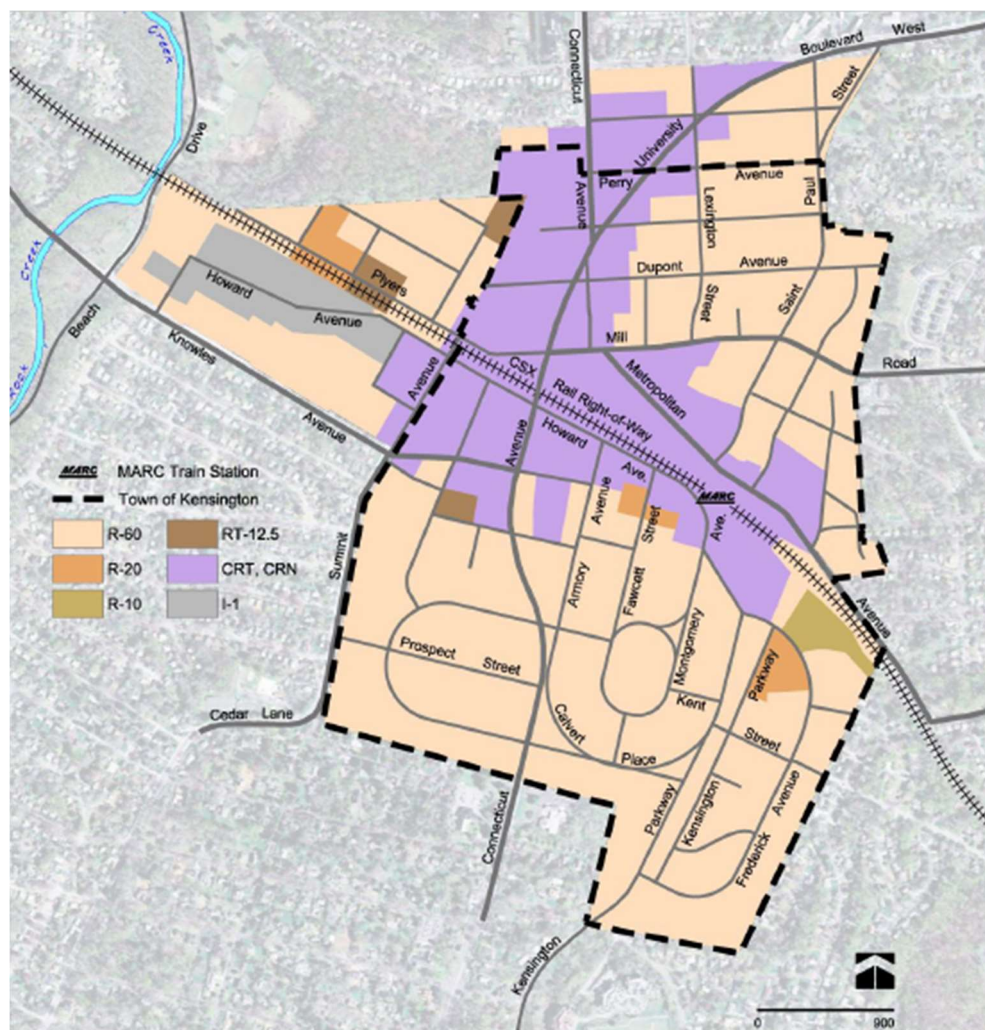 Creek
Drive
Connecticut
Boulevard West
Street
University
Perry
Avenue
Avenue
Lexington
Paul
Plyers
Howard
Avenue
Dupont
Avenue
Street
Saint
Beach
Creek
Rock
Knowles
Avenue
Avenue
Mill
Road
CSX
Rail Right-of-Way
Metropolitan
Howard
Ave.
Avenue
MARC
Ave.
Avenue
Street
MARC MARC Train Station
Town of Kensington
R-60 RT-12.5
R-20 CRT, CRN
R-10 I-1
Summit
Armory
Fawcett
Montgomery
Avenue
Prospect Street
Parkway
Kent
Street
Cedar Lane
Calvert
Place
Connecticut
Parkway
Kensington
Avenue
Frederick
Kensington
0 900